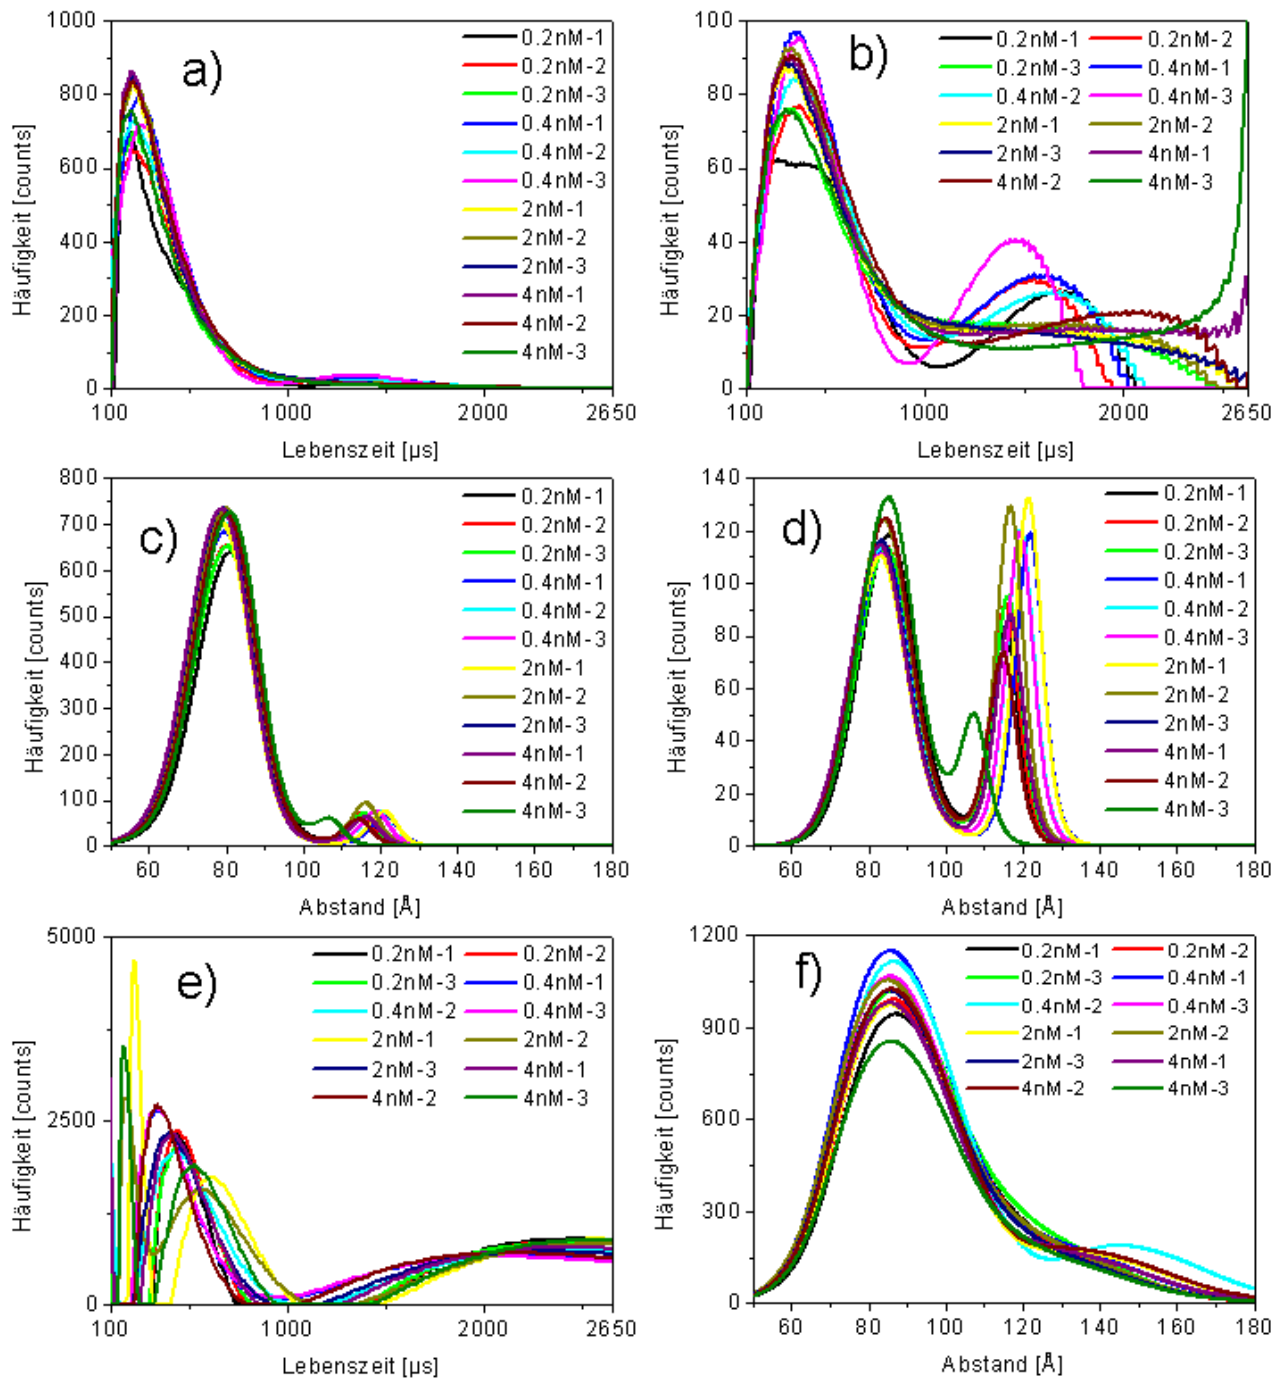 a)
Häufigkeit [counts]
1000
800
600
400
200
0
100
1000
2000
2650
Lebenszeit [µs]
0.2nM-1
0.2nM-2
0.2nM-3
0.4nM-1
0.4nM-2
0.4nM-3
2nM-1
2nM-2
2nM-3
4nM-1
4nM-2
4nM-3
b)
Häufigkeit [counts]
100
80
60
40
20
0
100
1000
2000
2650
Lebenszeit [µs]
0.2nM-1 0.2nM-2
0.2nM-3 0.4nM-1
0.4nM-2 0.4nM-3
2nM-1 2nM-2
2nM-3 4nM-1
4nM-2 4nM-3
c)
Häufigkeit [counts]
800
700
600
500
400
300
200
100
0
60 80 100 120 140 160 180
Abstand [Å]
0.2nM-1
0.2nM-2
0.2nM-3
0.4nM-1
0.4nM-2
0.4nM-3
2nM-1
2nM-2
2nM-3
4nM-1
4nM-2
4nM-3
d)
Häufigkeit [counts]
140
120
100
80
60
40
20
0
60 80 100 120 140 160 180
Abstand [Å]
0.2nM-1
0.2nM-2
0.2nM-3
0.4nM-1
0.4nM-2
0.4nM-3
2nM-1
2nM-2
2nM-3
4nM-1
4nM-2
4nM-3
e)
Häufigkeit [counts]
5000
2500
0
100
1000
2000
2650
Lebenszeit [µs]
0.2nM-1 0.2nM-2
0.2nM-3 0.4nM-1
0.4nM-2 0.4nM-3
2nM-1 2nM-2
2nM-3 4nM-1
4nM-2 4nM-3
f)
Häufigkeit [counts]
1200
900
600
300
0
60 80 100 120 140 160 180
Abstand [Å]
0.2nM-1 0.2nM-2
0.2nM-3 0.4nM-1
0.4nM-2 0.4nM-3
2nM-1 2nM-2
2nM-3 4nM-1
4nM-2 4nM-3